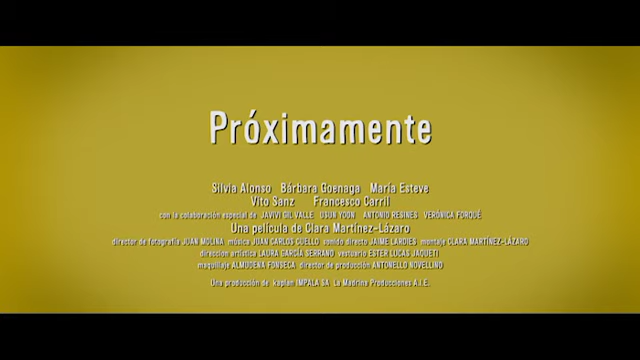 Próximamente
Silvia Alonso Bárbara Goenaga María Esteve
Vito Sanz Francesco Carril
con la colaboración especial de JAVIVI GIL VALLE USUN YOON ANTONIO RESINES VERÓNICA FORQUÉ
Una película de Clara Martínez-Lázaro
director de fotografía JUAN MOLINA música JUAN CARLOS CUELLO sonido directo JAIME LARDIES montaje CLARA MARTÍNEZ-LÁZARO
dirección artística LAURA GARCÍA SERRANO vestuario ESTER LUCAS JAQUETI
maquillaje ALMUDENA FONSECA director de producción ANTONELLO NOVELLINO
Una producción de kaplan IMPALA SA La Madrina Producciones A.I.E.